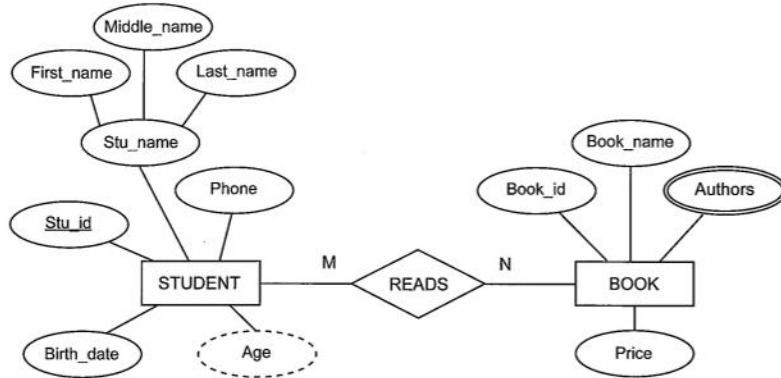 Middle_name
First_name
Last_name
Stu_name
Book_name
Phone
Book_id
Authors
Stu_id
M
N
STUDENT
READS
BOOK
Birth_date
Age
Price